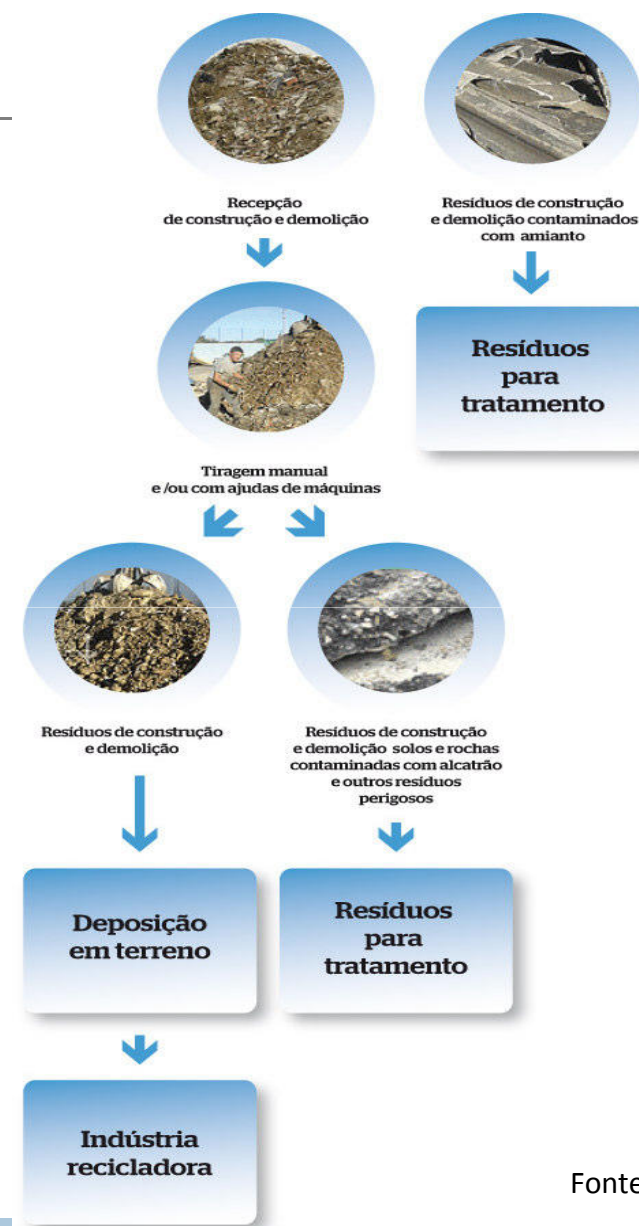 Recepção
de construção e demolição
Resíduos de construção
e demolição contaminados
com amianto
Resíduos
para
tratamento
Tiragem manual
e /ou com ajudas de máquinas
Resíduos de construção
e demolição
Resíduos de construção
e demolição solos e rochas
contaminadas com alcatrão
e outros resíduos
perigosos
Deposição
em terreno
Resíduos
para
tratamento
Indústria
recicladora
Fonte